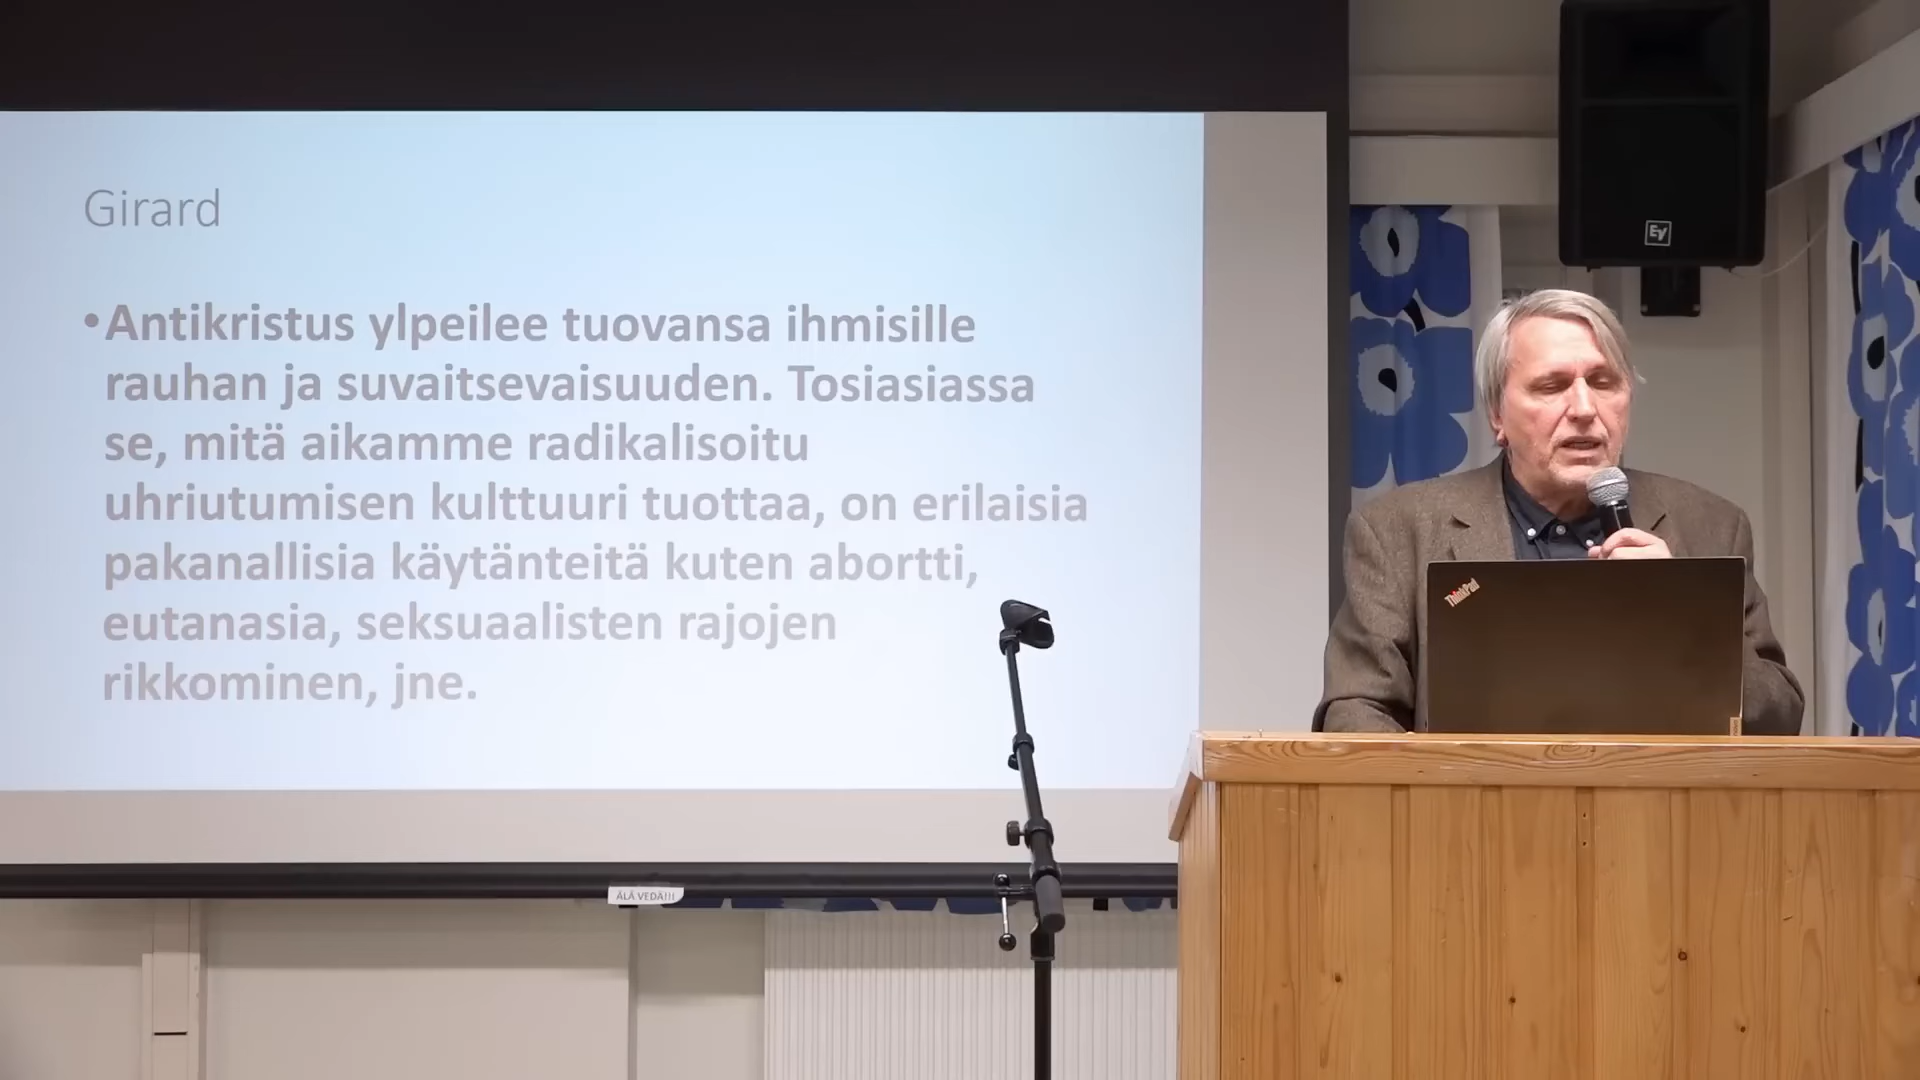 Girard
•Antikristus ylpeilee tuovansa ihmisille
rauhan ja suvaitsevaisuuden. Tosiasiassa
se, mitä aikamme radikalisoitu
uhriutumisen kulttuuri tuottaa, on erilaisia
pakanallisia käytänteitä kuten abortti,
eutanasia, seksuaalisten rajojen
rikkominen, jne.
ÄLÄ VEDÄ!!!
EV
ThinkPad